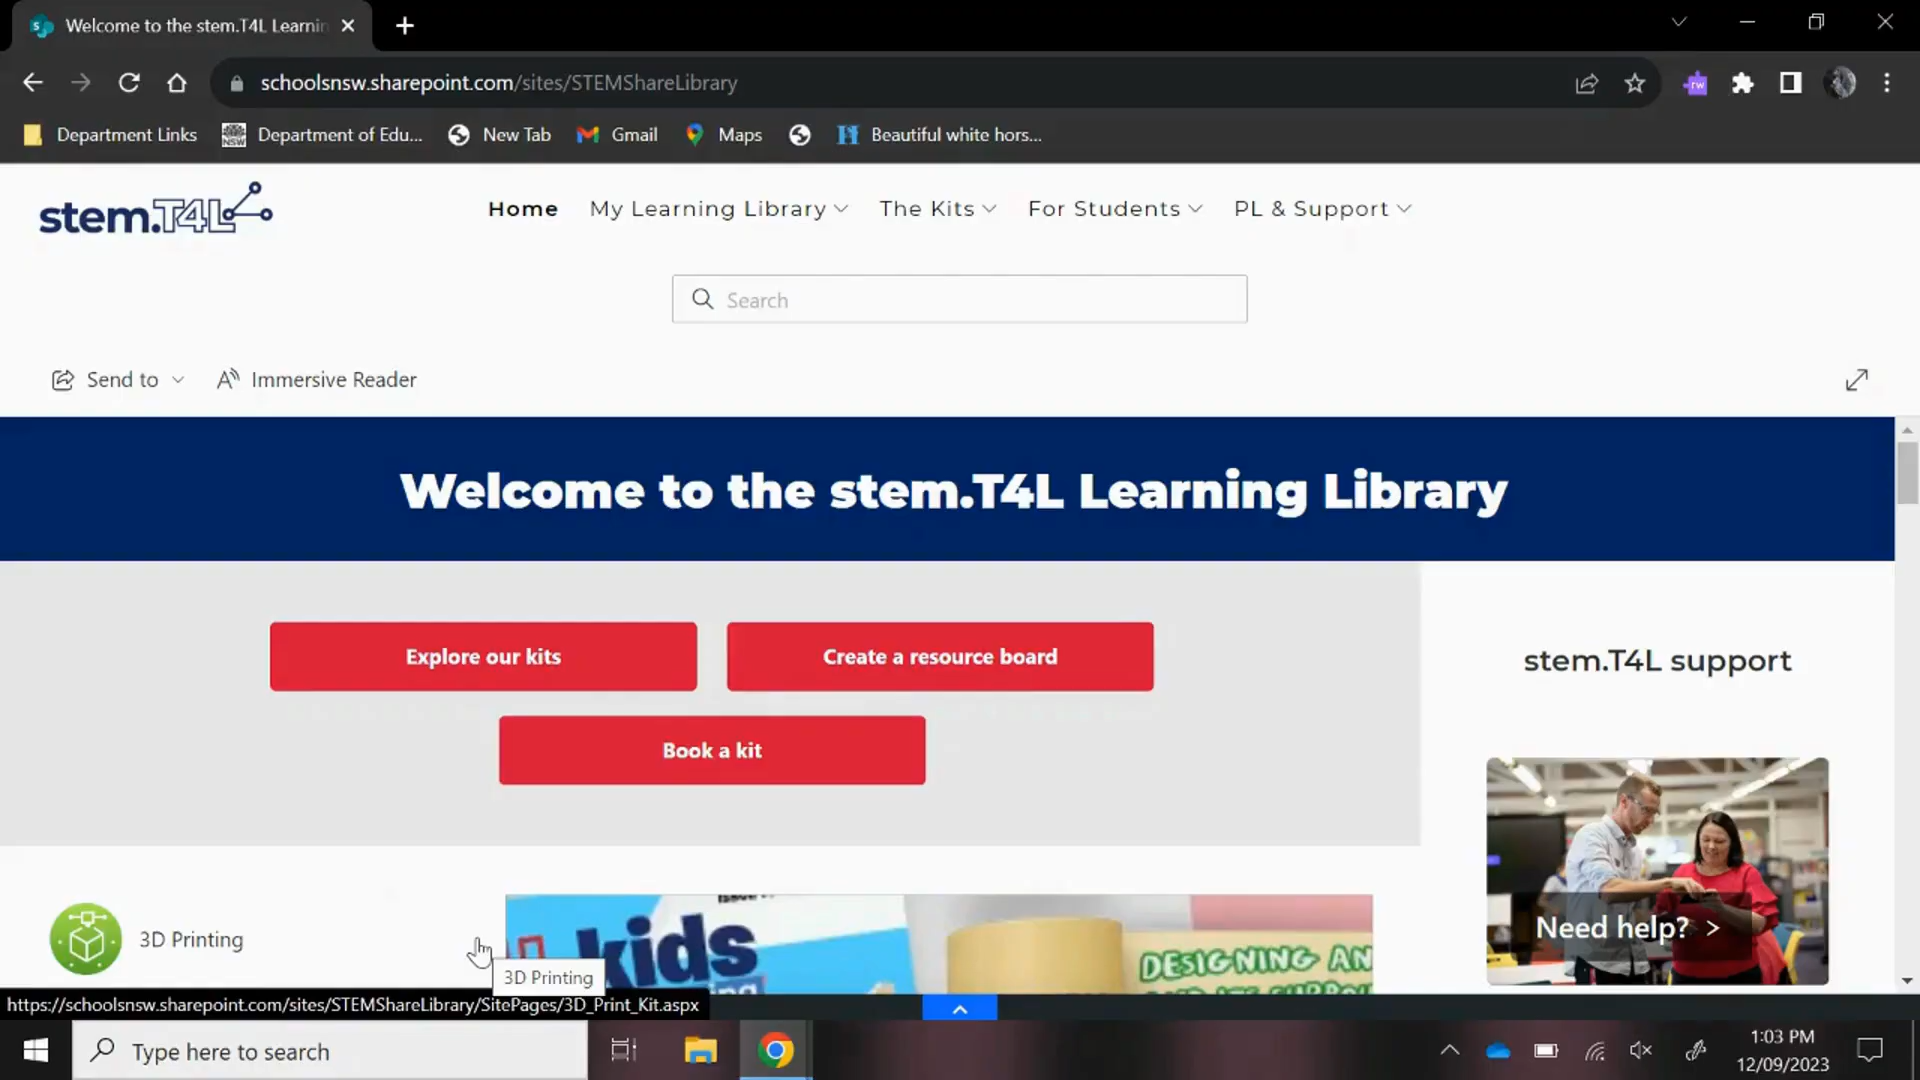 Welcome to the stem.T4L Learnin
schoolsnsw.sharepoint.com/sites/STEMShareLibrary
rw
Department Links
NSW
Department of Edu...
New Tab
Gmail
Maps
Beautiful white hors...
stem.T4L
Home
My Learning Library
The Kits
For Students
PL & Support
Search
Send to
Immersive Reader
Welcome to the stem.T4L Learning Library
Explore our kits
Create a resource board
Book a kit
stem.T4L support
Need help? >
3D Printing
kids
DESIGNING AN
3D Printing
https://schoolsnsw.sharepoint.com/sites/STEMShareLibrary/SitePages/3D_Print_Kit.aspx
Type here to search
1:03 PM
12/09/2023